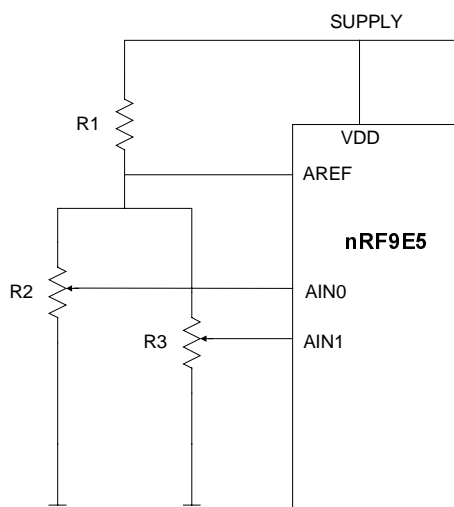 SUPPLY
R1
VDD
AREF
nRF9E5
R2
AIN0
R3
AIN1